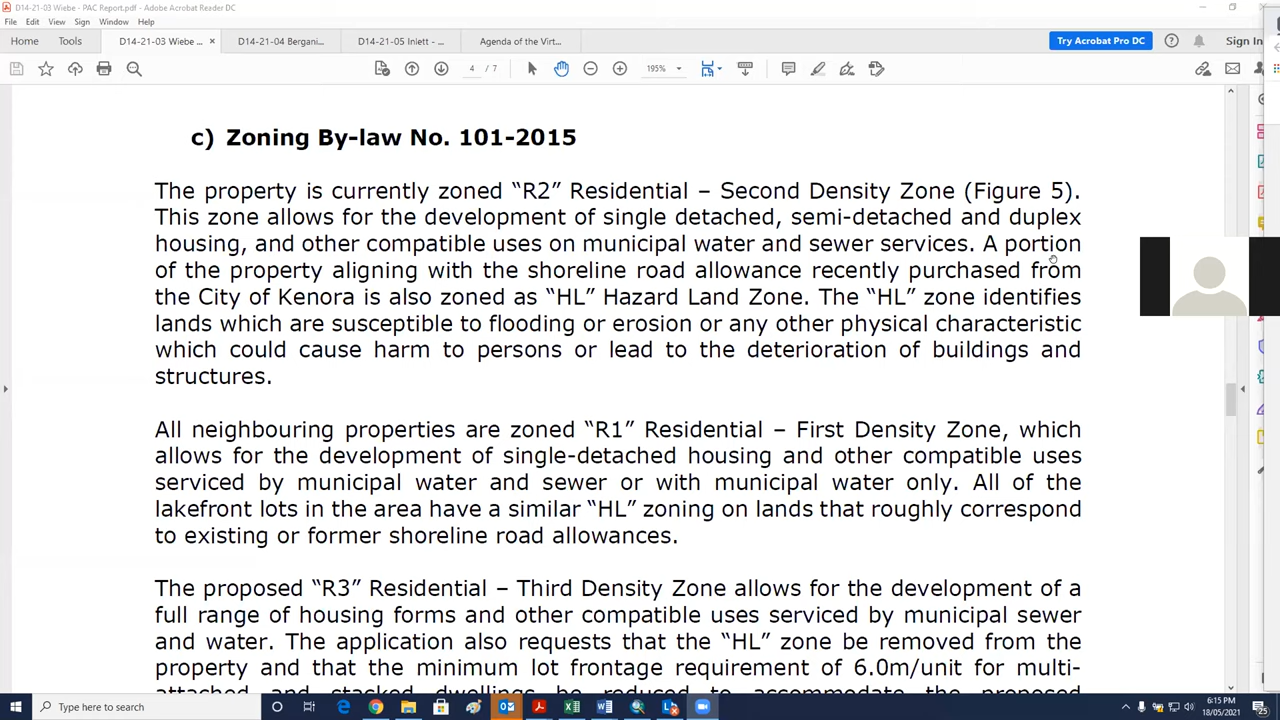 D14-21-03 Wiebe - PAC Report.pdf - Adobe Acrobat Reader DC
File Edit View Sign Window Help
Home Tools D14-21-03 Wiebe ... × D14-21-04 Bergani... D14-21-05 Inlett - ... Agenda of the Virt... Try Acrobat Pro DC Sign In
4 / 7 195%
c) Zoning By-law No. 101-2015
The property is currently zoned “R2” Residential – Second Density Zone (Figure 5).
This zone allows for the development of single detached, semi-detached and duplex
housing, and other compatible uses on municipal water and sewer services. A portion
of the property aligning with the shoreline road allowance recently purchased from
the City of Kenora is also zoned as “HL” Hazard Land Zone. The “HL” zone identifies
lands which are susceptible to flooding or erosion or any other physical characteristic
which could cause harm to persons or lead to the deterioration of buildings and
structures.
All neighbouring properties are zoned “R1” Residential – First Density Zone, which
allows for the development of single-detached housing and other compatible uses
serviced by municipal water and sewer or with municipal water only. All of the
lakefront lots in the area have a similar “HL” zoning on lands that roughly correspond
to existing or former shoreline road allowances.
The proposed “R3” Residential – Third Density Zone allows for the development of a
full range of housing forms and other compatible uses serviced by municipal sewer
and water. The application also requests that the “HL” zone be removed from the
property and that the minimum lot frontage requirement of 6.0m/unit for multi-
attached and stacked dwellings be reduced to accommodate the proposed
Type here to search
6:15 PM
18/05/2021
25